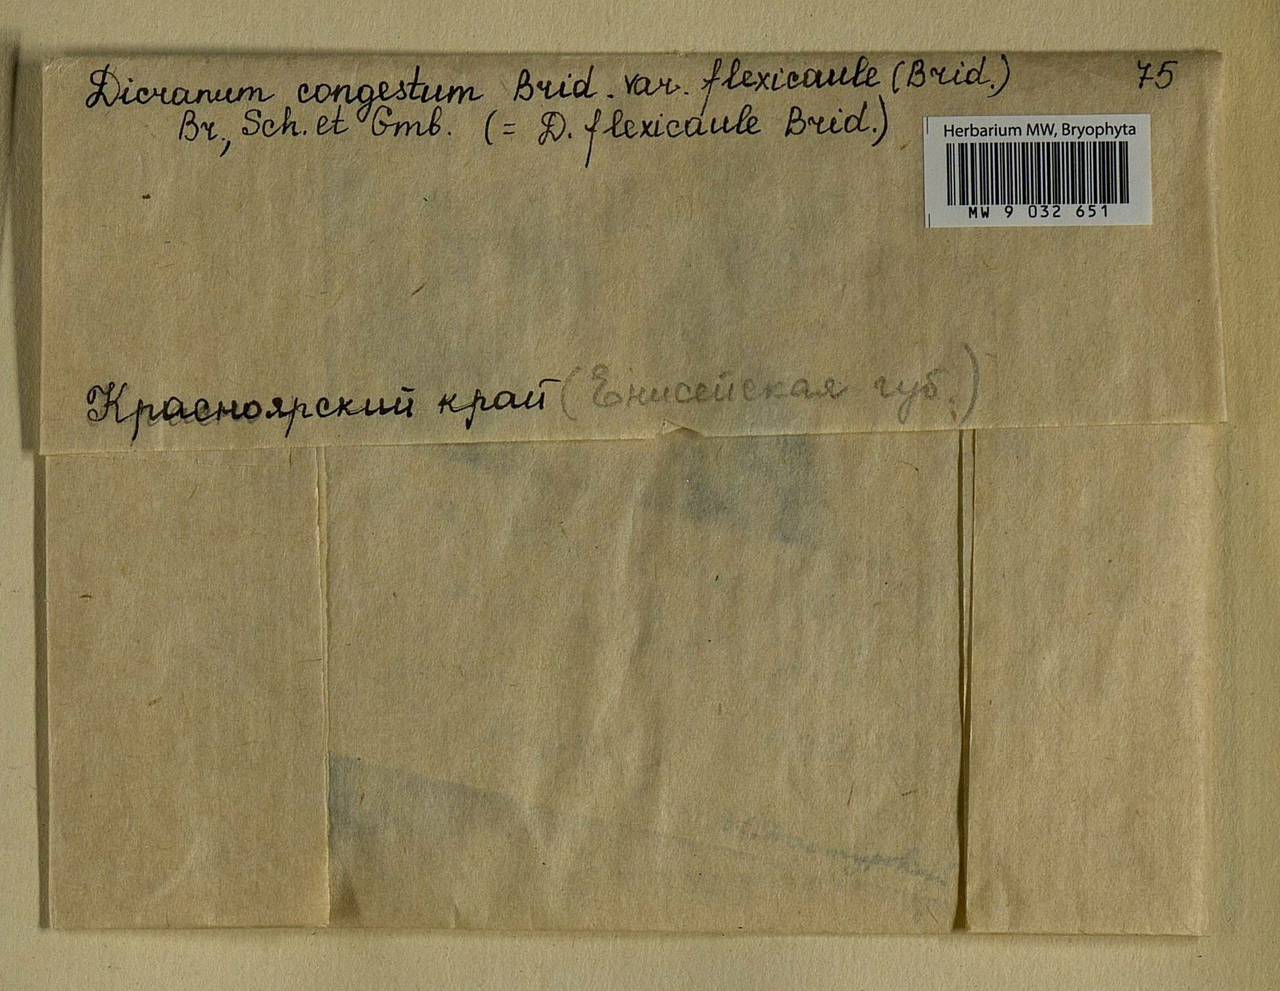 Dicranum congestum Brid. var. flexicaule (Brid.) 75
Br., Sch. et Gmb. (= D. flexicaule Brid.)
Herbarium MW, Bryophyta
MW 9 032 651
Красноярский край (Енисейская губ.)